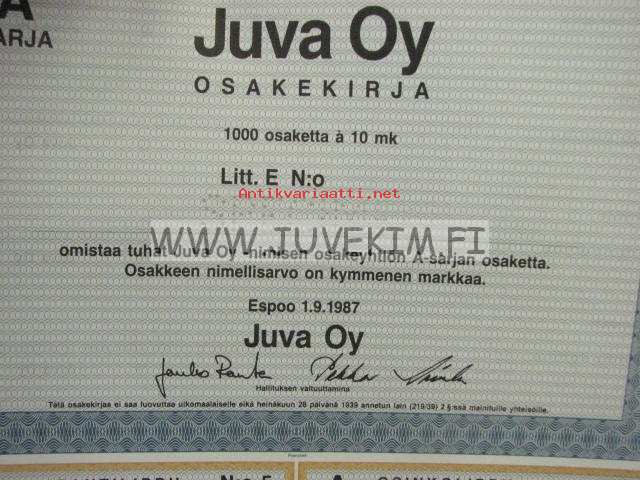 A
ARJA
Juva Oy
OSAKEKIRJA
1000 osaketta à 10 mk
Litt. E N:o
Antikvariaatti.net
WWW.JUVEKIM.FI
omistaa tuhat Juva Oy -nimisen osakeyhtiön A-sarjan osaketta.
Osakkeen nimellisarvo on kymmenen markkaa.
Espoo 1.9.1987
Juva Oy
Hallituksen valtuuttamina
Tätä osakekirjaa ei saa luovuttaa ulkomaalaiselle eikä heinäkuun 28 päivänä 1939 annetun lain (219/39) 2 §:ssä mainituille yhteisöille.